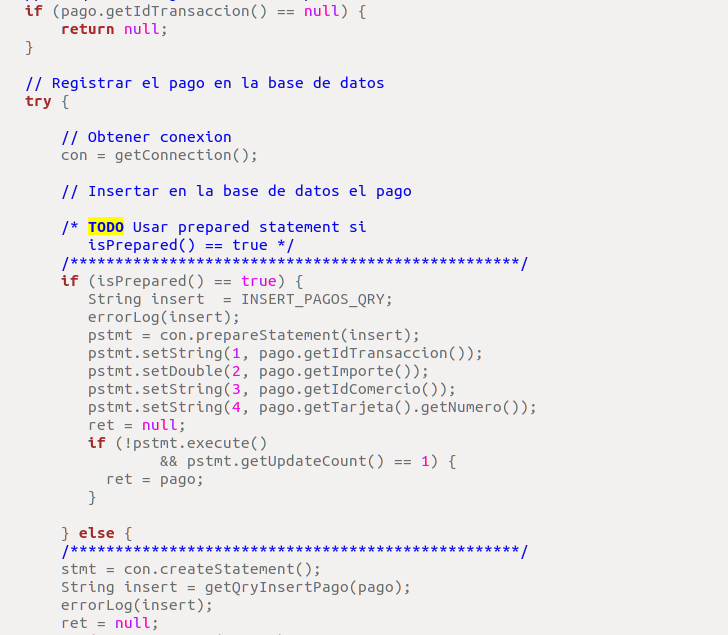 if (pago.getIdTransaccion() == null) {
return null;
}
// Registrar el pago en la base de datos
try {
// Obtener conexion
con = getConnection();
// Insertar en la base de datos el pago
/* TODO Usar prepared statement si
isPrepared() == true */
/**************************************************/
if (isPrepared() == true) {
String insert  = INSERT_PAGOS_QRY;
errorLog(insert);
pstmt = con.prepareStatement(insert);
pstmt.setString(1, pago.getIdTransaccion());
pstmt.setDouble(2, pago.getImporte());
pstmt.setString(3, pago.getIdComercio());
pstmt.setString(4, pago.getTarjeta().getNumero());
ret = null;
if (!pstmt.execute()
&& pstmt.getUpdateCount() == 1) {
ret = pago;
}
} else {
/**************************************************/
stmt = con.createStatement();
String insert = getQryInsertPago(pago);
errorLog(insert);
ret = null;